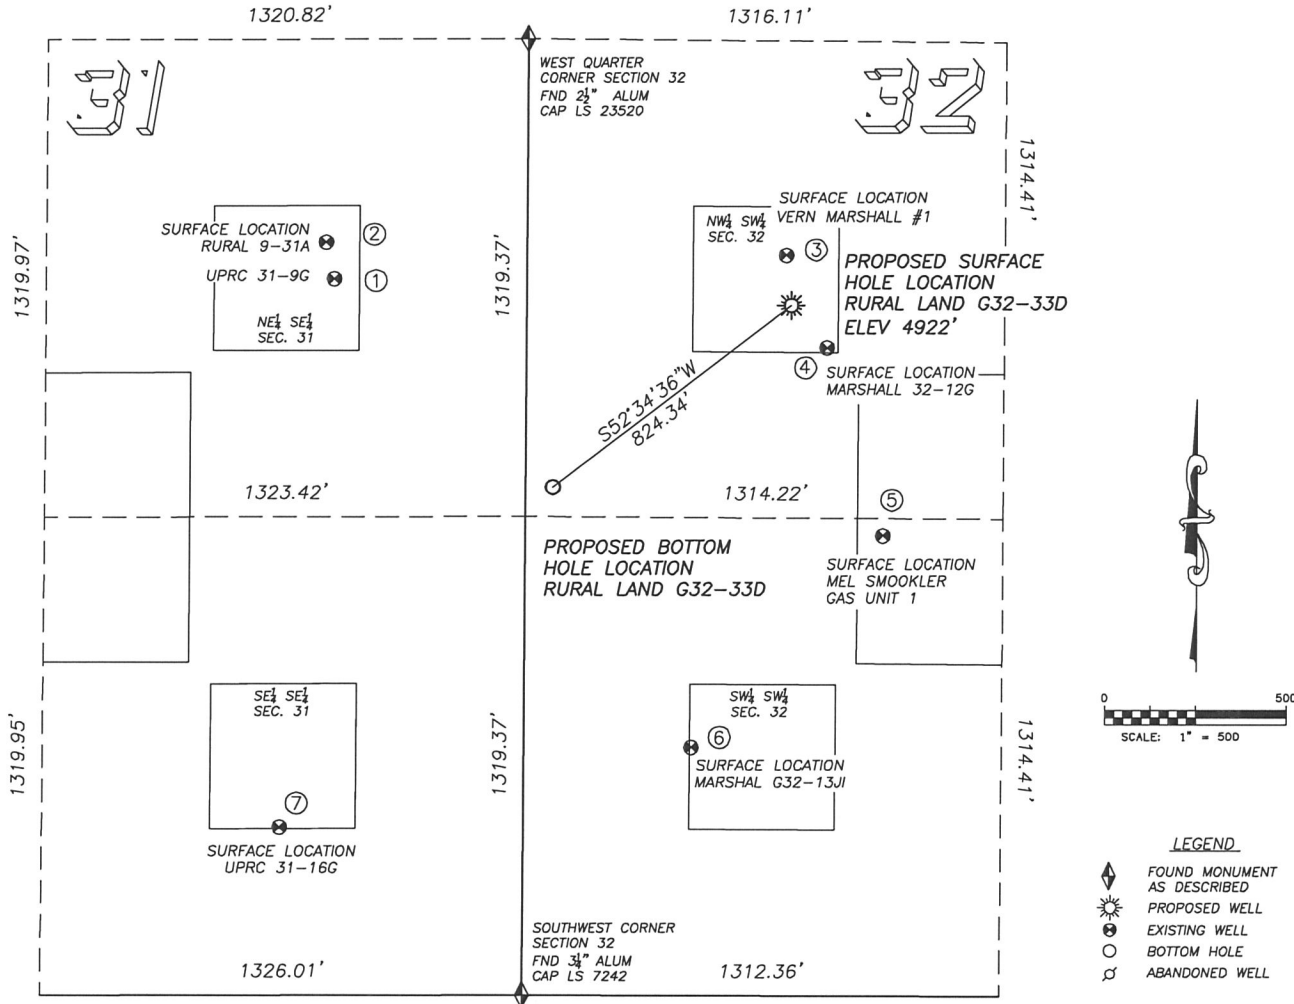 1320.82'
1316.11'
31
32
WEST QUARTER
CORNER SECTION 32
FND 2½" ALUM
CAP LS 23520
1314.41'
1319.97'
1319.37'
SURFACE LOCATION
RURAL 9-31A
②
UPRC 31-9G
①
NE¼ SE¼
SEC. 31
SURFACE LOCATION
VERN MARSHALL #1
NW¼ SW¼
SEC. 32
③
PROPOSED SURFACE
HOLE LOCATION
RURAL LAND G32-33D
ELEV 4922'
④
SURFACE LOCATION
MARSHALL 32-12G
S52°34'36"W
824.34'
1323.42'
1314.22'
⑤
SURFACE LOCATION
MEL SMOOKLER
GAS UNIT 1
PROPOSED BOTTOM
HOLE LOCATION
RURAL LAND G32-33D
SE¼ SE¼
SEC. 31
SW¼ SW¼
SEC. 32
1319.95'
1319.37'
1314.41'
⑥
SURFACE LOCATION
MARSHAL G32-13JI
⑦
SURFACE LOCATION
UPRC 31-16G
SOUTHWEST CORNER
SECTION 32
FND 3¼" ALUM
CAP LS 7242
1326.01'
1312.36'
0
500
SCALE: 1" = 500
LEGEND
FOUND MONUMENT
AS DESCRIBED
PROPOSED WELL
EXISTING WELL
BOTTOM HOLE
ABANDONED WELL